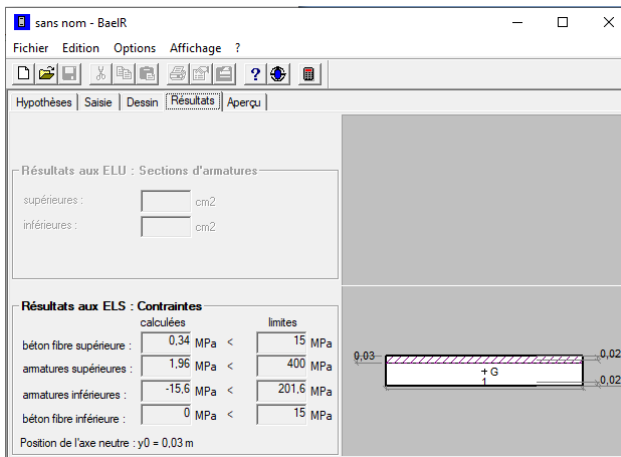 sans nom - BaelR
Fichier Edition Options Affichage ?
Hypothèses Saisie Dessin Résultats Aperçu
Résultats aux ELU : Sections d'armatures
supérieures : cm2
inférieures : cm2
Résultats aux ELS : Contraintes
calculées limites
béton fibre supérieure : 0,34 MPa < 15 MPa
armatures supérieures : 1,96 MPa < 400 MPa
armatures inférieures : -15,6 MPa < 201,6 MPa
béton fibre inférieure : 0 MPa < 15 MPa
Position de l'axe neutre : y0 = 0,03 m
0,03
0,02
+ G
1
0,02